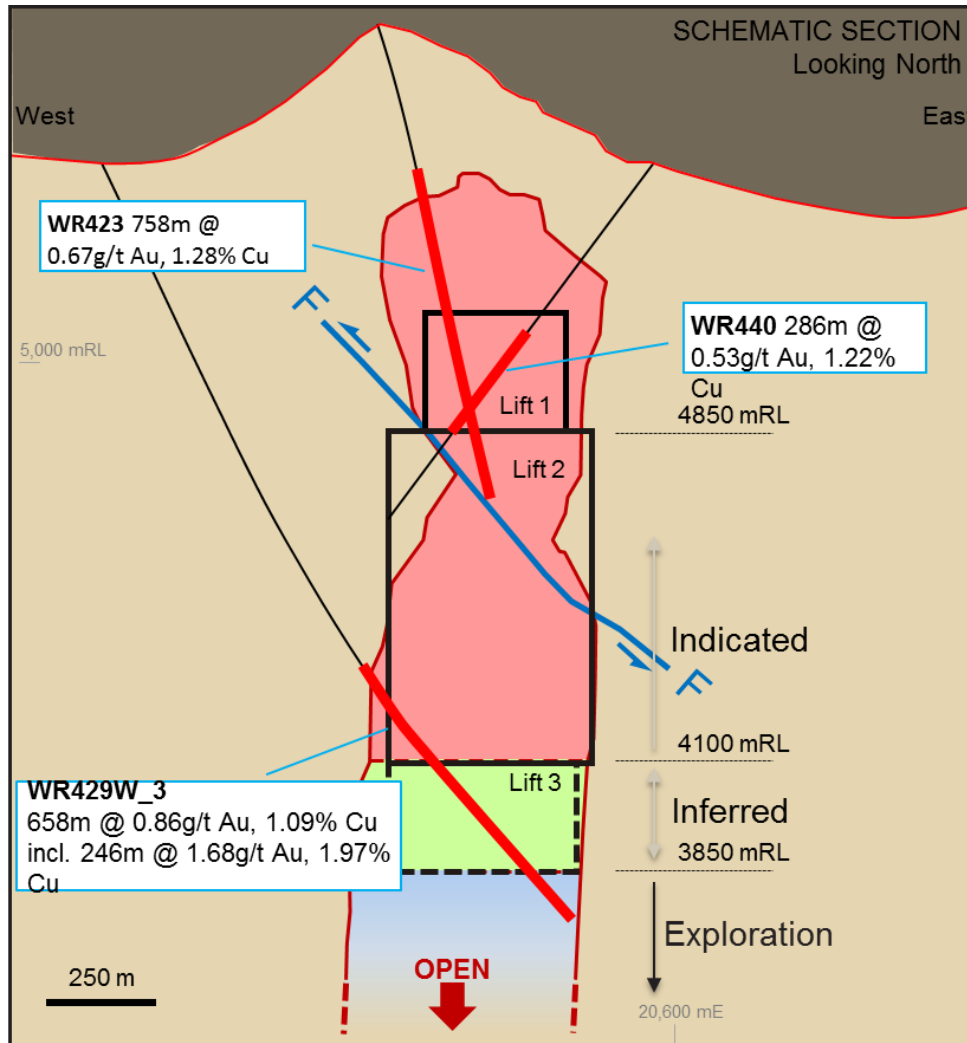 SCHEMATIC SECTION
Looking North
West
East
WR423 758m @
0.67g/t Au, 1.28% Cu
F
5,000 mRL
WR440 286m @
0.53g/t Au, 1.22%
Cu
Lift 1
4850 mRL
Lift 2
Indicated
F
4100 mRL
Lift 3
WR429W_3
658m @ 0.86g/t Au, 1.09% Cu
incl. 246m @ 1.68g/t Au, 1.97%
Cu
Inferred
3850 mRL
Exploration
OPEN
250 m
20,600 mE